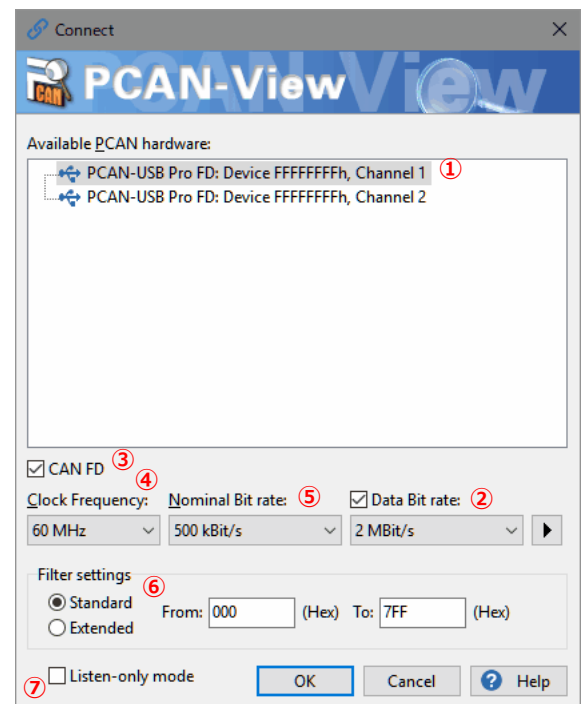 Connect
CAN PCAN-View View
Available PCAN hardware:
PCAN-USB Pro FD: Device FFFFFFFFh, Channel 1 ①
PCAN-USB Pro FD: Device FFFFFFFFh, Channel 2
CAN FD ③
④
Clock Frequency: Nominal Bit rate: ⑤ Data Bit rate: ②
60 MHz 500 kBit/s 2 MBit/s
Filter settings
⑥
Standard
From: 000 (Hex) To: 7FF (Hex)
Extended
⑦ Listen-only mode OK Cancel ? Help